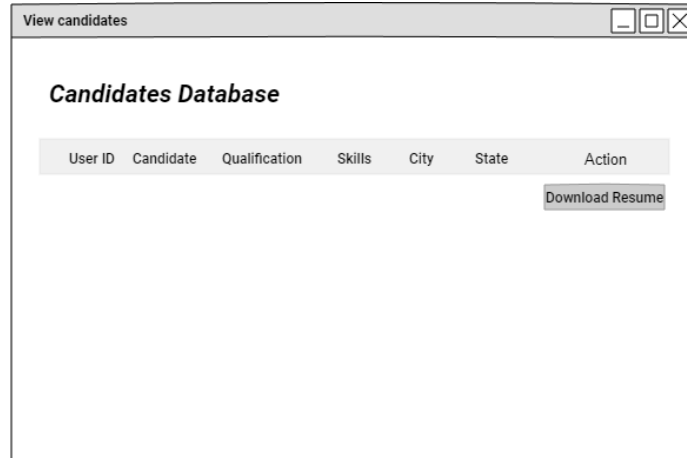 View candidates
Candidates Database
User ID Candidate Qualification Skills City State Action
Download Resume